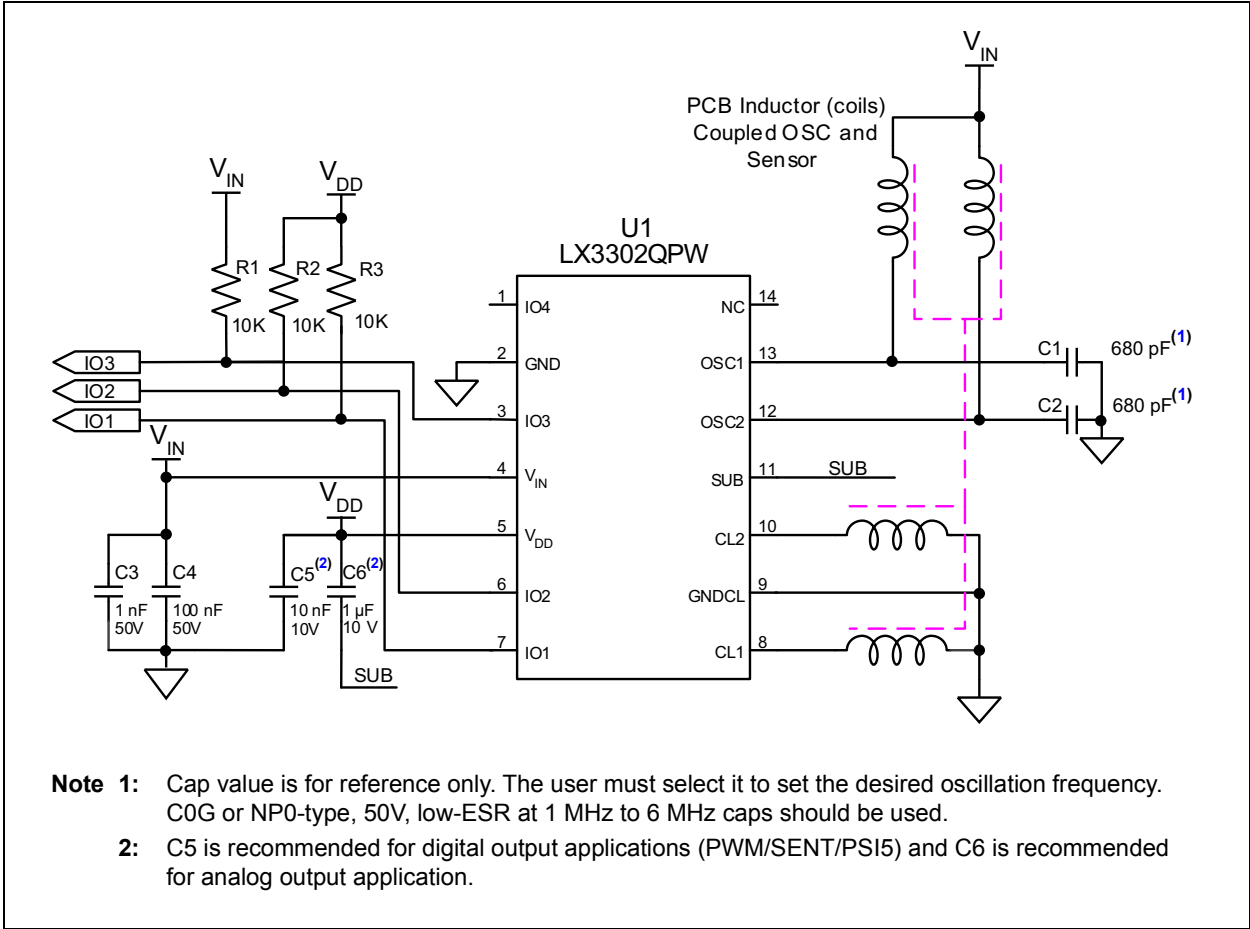 V_IN
PCB Inductor (coils)
Coupled OSC and
Sensor
V_IN
V_DD
U1
LX3302QPW
R1
R2
R3
10K
10K
10K
1
IO4
NC
14
IO3
2
GND
OSC1
13
C1
680 pF(1)
IO2
IO1
3
IO3
OSC2
12
C2
680 pF(1)
V_IN
4
V_IN
SUB
11
SUB
V_DD
5
V_DD
CL2
10
C3
1 nF
50V
C4
100 nF
50V
C5(2)
10 nF
10V
C6(2)
1 µF
10 V
6
IO2
GNDCL
9
7
IO1
CL1
8
SUB
Note 1: Cap value is for reference only. The user must select it to set the desired oscillation frequency.
C0G or NP0-type, 50V, low-ESR at 1 MHz to 6 MHz caps should be used.
2: C5 is recommended for digital output applications (PWM/SENT/PSI5) and C6 is recommended
for analog output application.